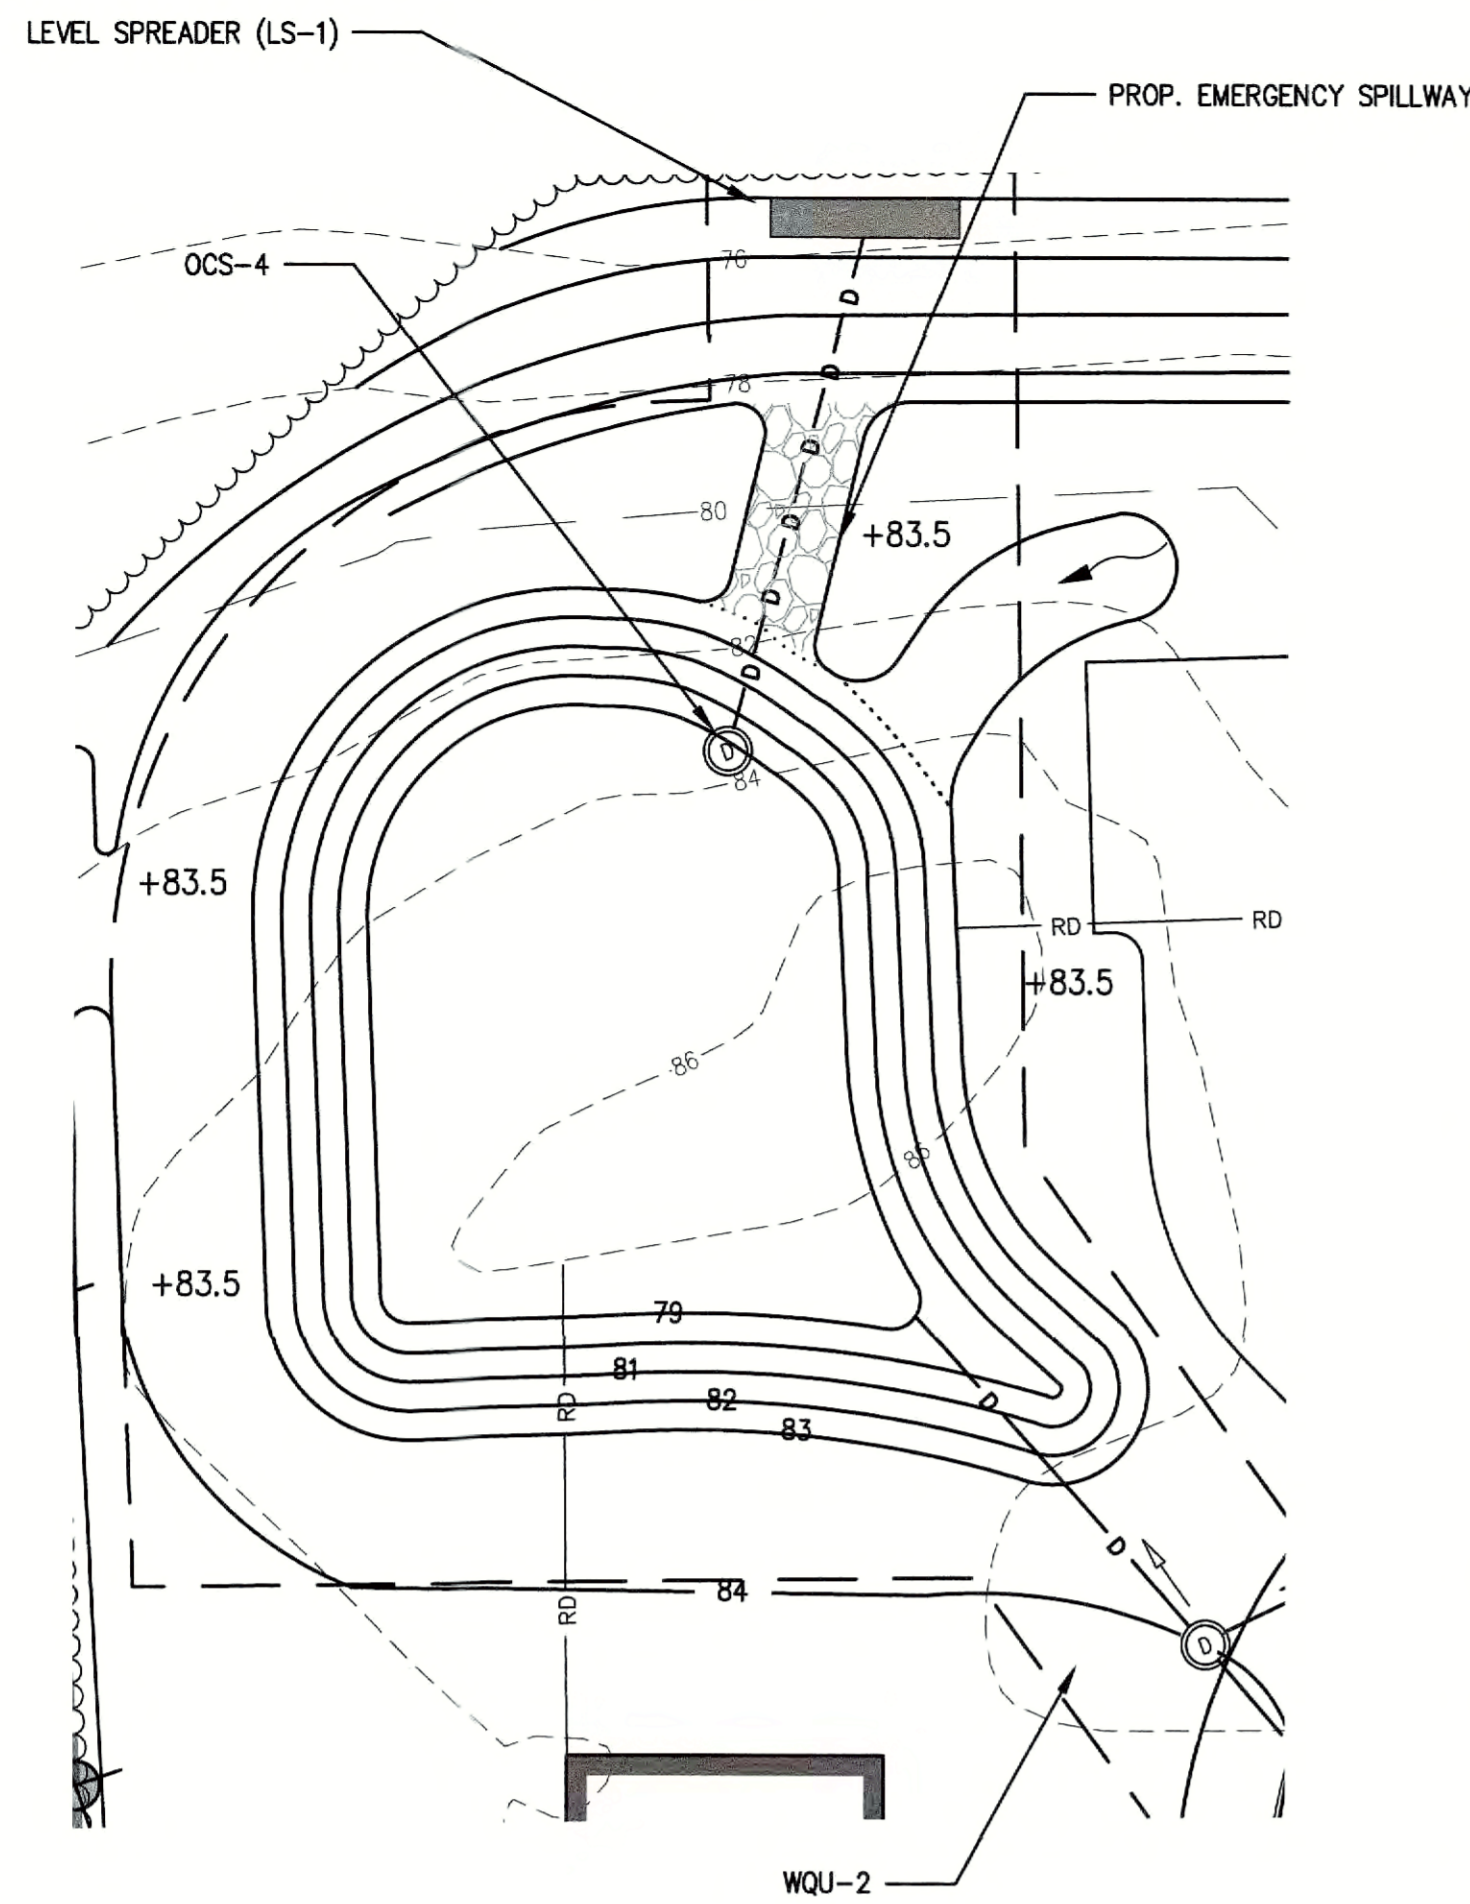 LEVEL SPREADER (LS-1)
PROP. EMERGENCY SPILLWAY
OCS-4
76
D
D
78
D
80
D
+83.5
D
82
D
D
84
+83.5
RD
RD
+83.5
86
86
+83.5
79
81
82
RD
D
83
D
84
RD
D
WQU-2